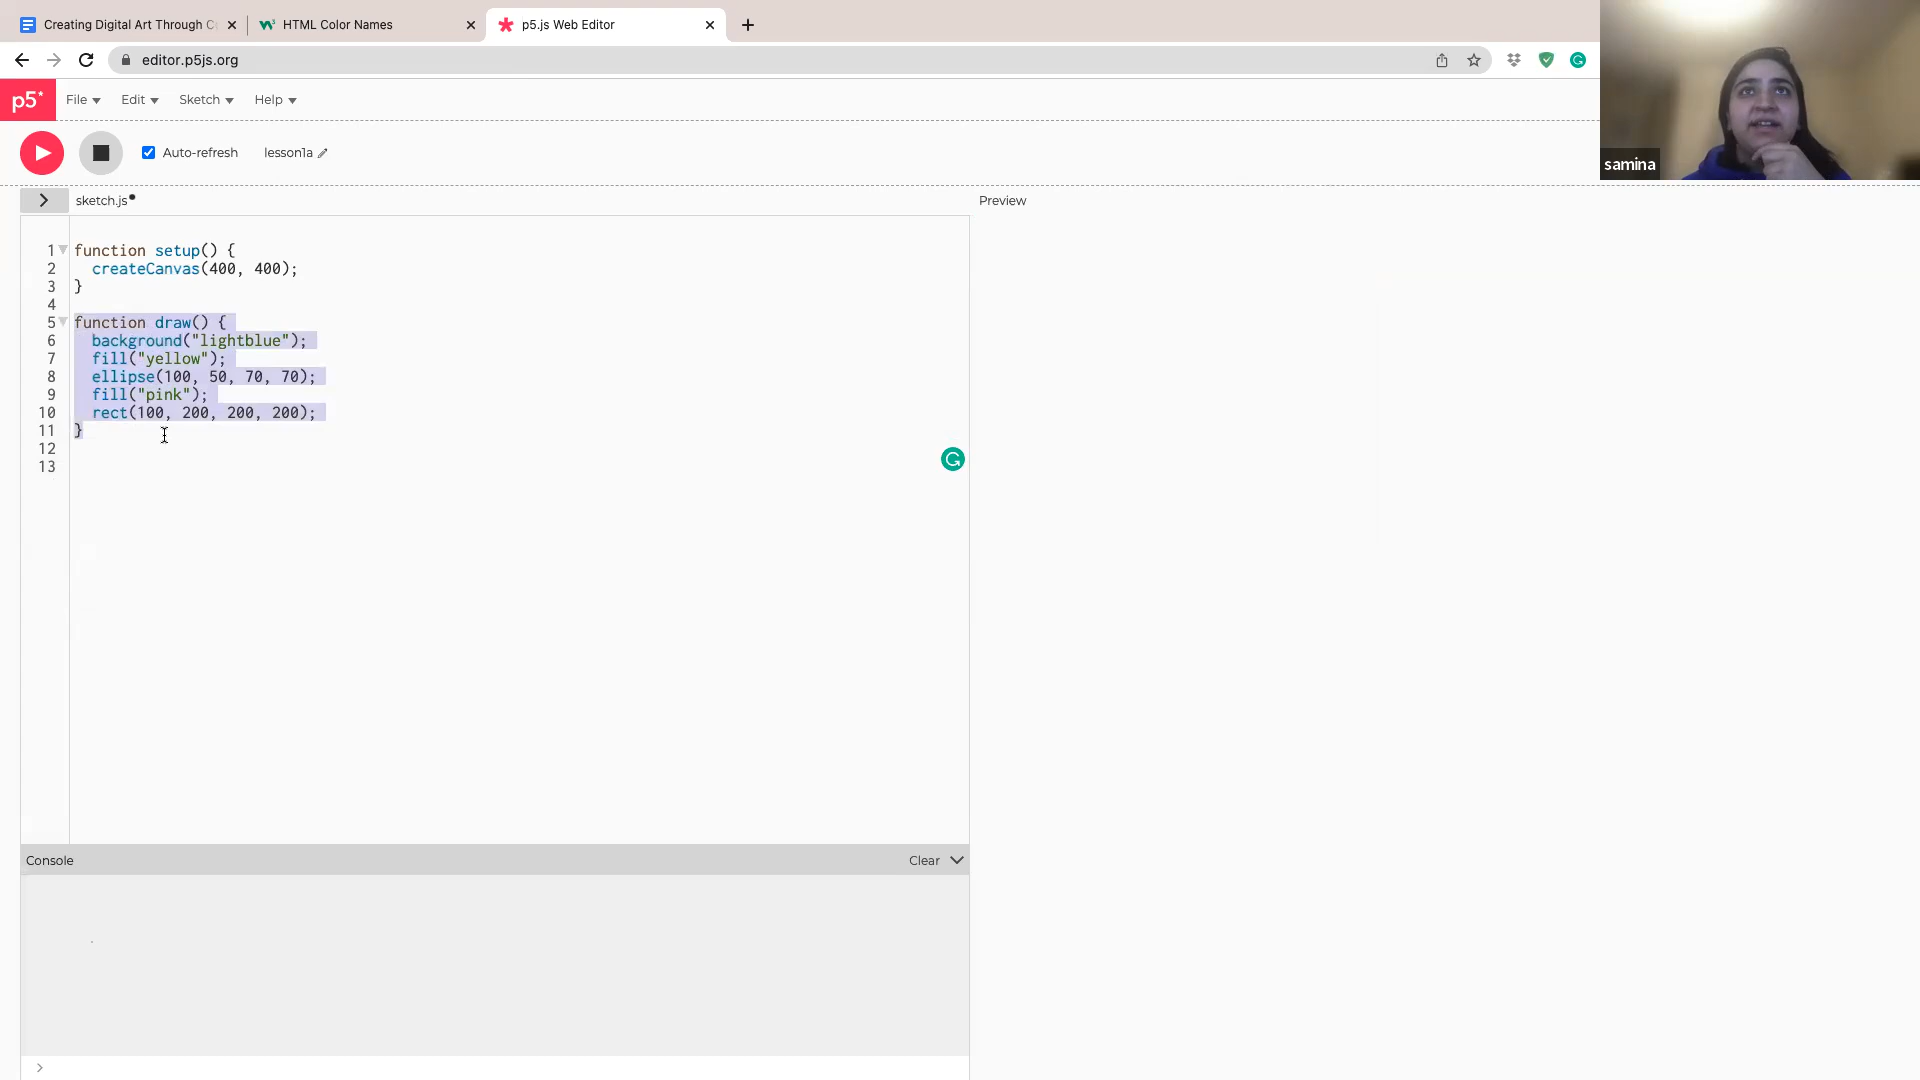 Creating Digital Art Through C
HTML Color Names
p5.js Web Editor
editor.p5js.org
p5*
File
Edit
Sketch
Help
Auto-refresh
lesson1a
samina
sketch.js
Preview
1 function setup() {
2 createCanvas(400, 400);
3 }
4
5 function draw() {
6 background("lightblue");
7 fill("yellow");
8 ellipse(100, 50, 70, 70);
9 fill("pink");
10 rect(100, 200, 200, 200);
11 }
12
13
Console
Clear
>